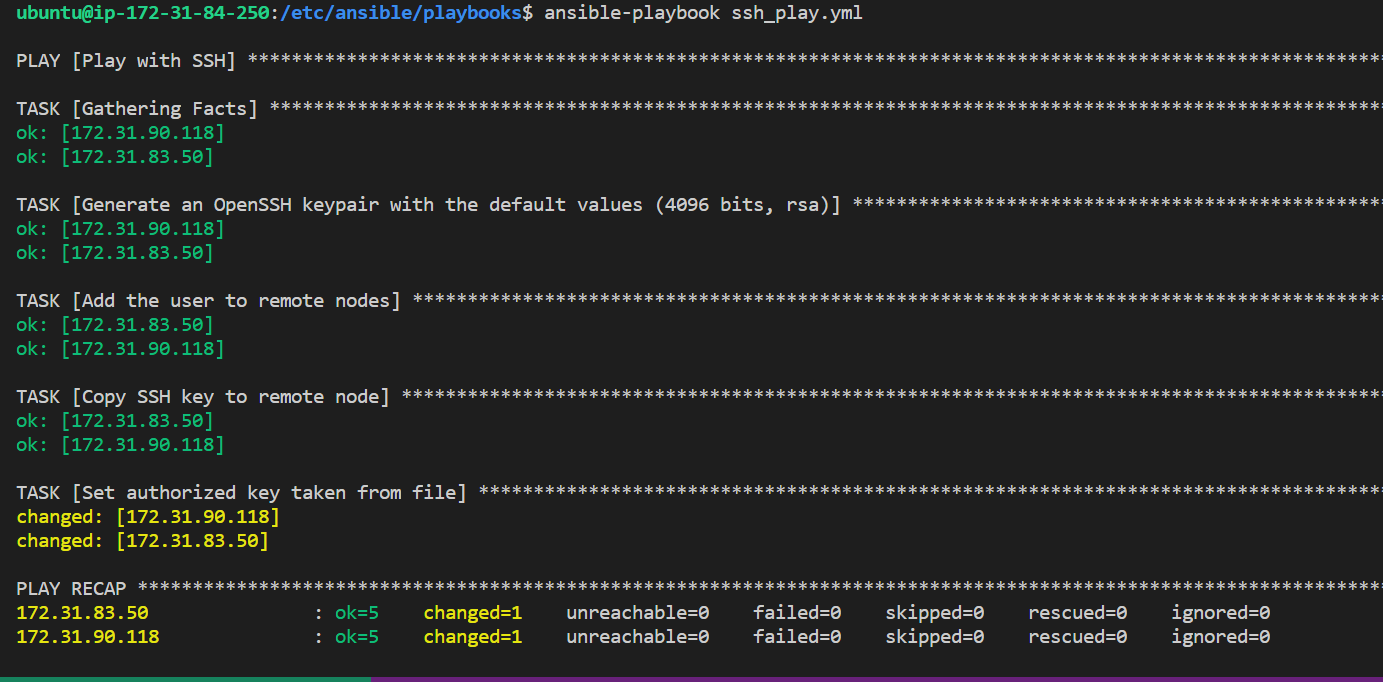 ubuntu@ip-172-31-84-250:/etc/ansible/playbooks$ ansible-playbook ssh_play.yml
PLAY [Play with SSH] *******************************************************************************************************
TASK [Gathering Facts] *****************************************************************************************************
ok: [172.31.90.118]
ok: [172.31.83.50]
TASK [Generate an OpenSSH keypair with the default values (4096 bits, rsa)] ************************************************
ok: [172.31.90.118]
ok: [172.31.83.50]
TASK [Add the user to remote nodes] ****************************************************************************************
ok: [172.31.83.50]
ok: [172.31.90.118]
TASK [Copy SSH key to remote node] *****************************************************************************************
ok: [172.31.83.50]
ok: [172.31.90.118]
TASK [Set authorized key taken from file] **********************************************************************************
changed: [172.31.90.118]
changed: [172.31.83.50]
PLAY RECAP *****************************************************************************************************************
172.31.83.50               : ok=5    changed=1    unreachable=0    failed=0    skipped=0    rescued=0    ignored=0
172.31.90.118              : ok=5    changed=1    unreachable=0    failed=0    skipped=0    rescued=0    ignored=0